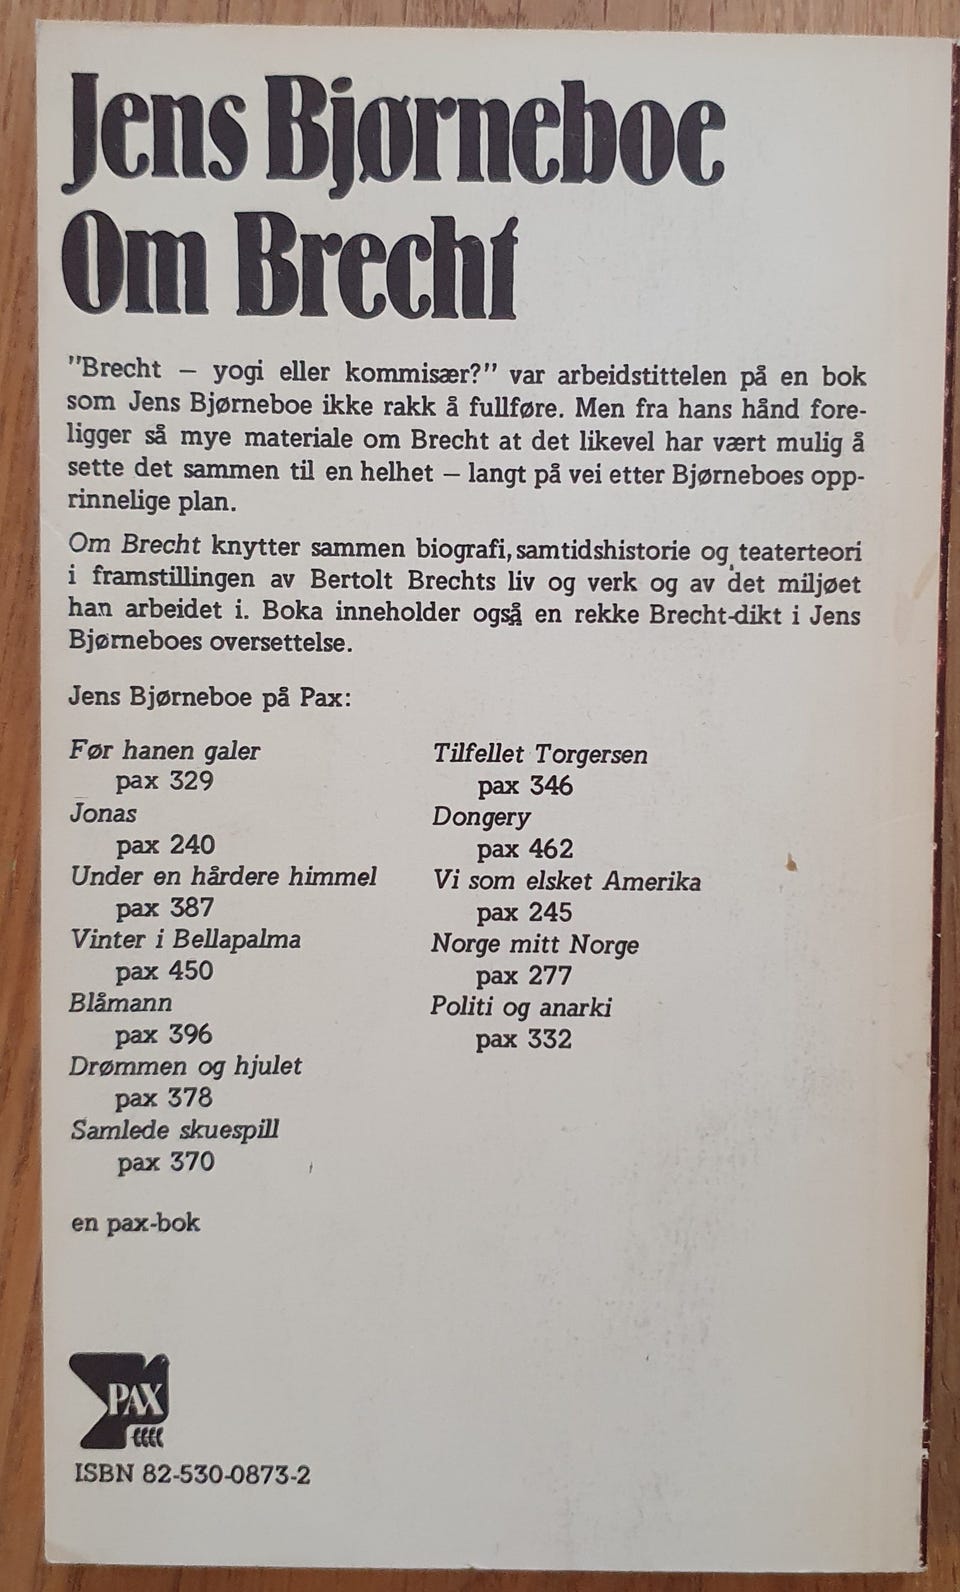 Jens Bjørneboe
Om Brecht
"Brecht – yogi eller kommisær?" var arbeidstittelen på en bok
som Jens Bjørneboe ikke rakk å fullføre. Men fra hans hånd fore-
ligger så mye materiale om Brecht at det likevel har vært mulig å
sette det sammen til en helhet – langt på vei etter Bjørneboes opp-
rinnelige plan.
Om Brecht knytter sammen biografi, samtidshistorie og teaterteori
i framstillingen av Bertolt Brechts liv og verk og av det miljøet
han arbeidet i. Boka inneholder også en rekke Brecht-dikt i Jens
Bjørneboes oversettelse.
Jens Bjørneboe på Pax:
Før hanen galer
pax 329
Jonas
pax 240
Under en hårdere himmel
pax 387
Vinter i Bellapalma
pax 450
Blåmann
pax 396
Drømmen og hjulet
pax 378
Samlede skuespill
pax 370
Tilfellet Torgersen
pax 346
Dongery
pax 462
Vi som elsket Amerika
pax 245
Norge mitt Norge
pax 277
Politi og anarki
pax 332
en pax-bok
PAX
ISBN 82-530-0873-2